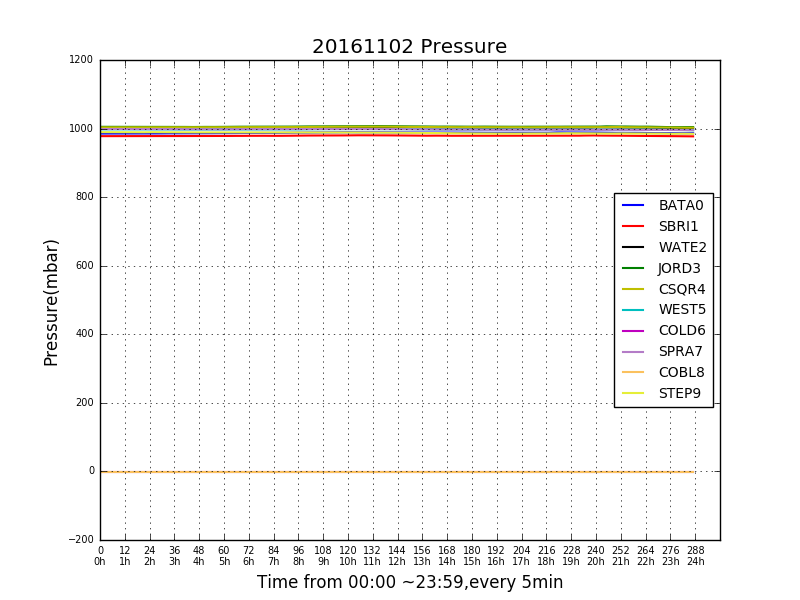 20161102 Pressure
1200
1000
800
600
400
200
0
−200
Pressure(mbar)
BATA0
SBRI1
WATE2
JORD3
CSQR4
WEST5
COLD6
SPRA7
COBL8
STEP9
0 12 24 36 48 60 72 84 96 108 120 132 144 156 168 180 192 204 216 228 240 252 264 276 288
0h 1h 2h 3h 4h 5h 6h 7h 8h 9h 10h 11h 12h 13h 14h 15h 16h 17h 18h 19h 20h 21h 22h 23h 24h
Time from 00:00 ~23:59,every 5min